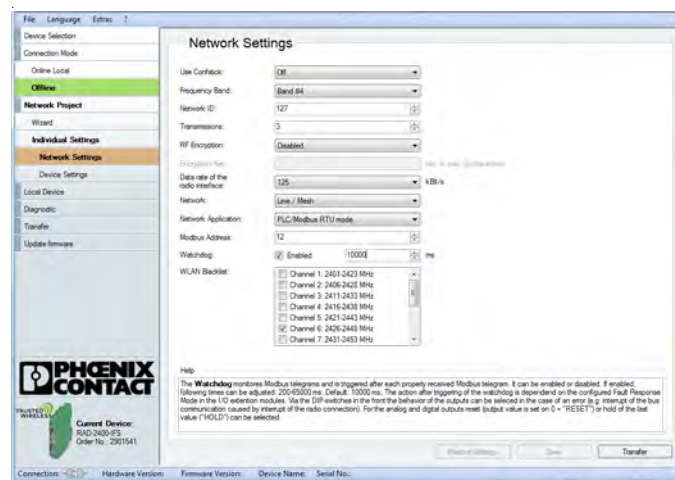 File Language Extras ?
Device Selection
Connection Mode
Online Local
Offline
Network Project
Wizard
Individual Settings
Network Settings
Device Settings
Local Device
Diagnostic
Transfer
Update firmware
PHŒNIX
CONTACT
TRUSTED
WIRELESS
Current Device:
RAD-2400-IFS
Order No.: 2901541
Network Settings
Use Confstick: Off
Frequency Band: Band #4
Network ID: 127
Transmissions: 3
RF Encryption: Disabled
Encryption Key:
Data rate of the
radio interface: 125 kBit/s
Network: Line / Mesh
Network Application: PLC/Modbus RTU mode
Modbus Address: 12
Watchdog: Enabled 10000 ms
WLAN Blacklist: Channel 1: 2401-2423 MHz
Channel 2: 2406-2428 MHz
Channel 3: 2411-2433 MHz
Channel 4: 2416-2438 MHz
Channel 5: 2421-2443 MHz
Channel 6: 2426-2448 MHz
Channel 7: 2431-2453 MHz
Help
The Watchdog monitores Modbus telegrams and is triggered after each properly received Modbus telegram. It can be enabled or disabled. If enabled,
following times can be adjusted: 200-65000 ms. Default: 10000 ms. The action after triggering of the watchdog is dependend on the configured Fault Response
Mode in the I/O extention modules. Via the DIP-switches in the front the behavior of the outputs can be selected in the case of an error (e.g. interrupt of the bus
communication caused by interrupt of the radio connection). For the analog and digital outputs reset (output value is set on 0 = "RESET") or hold of the last
value ("HOLD") can be selected.
Save Transfer
Connection: Hardware Version: Firmware Version: Device Name: Serial No.: